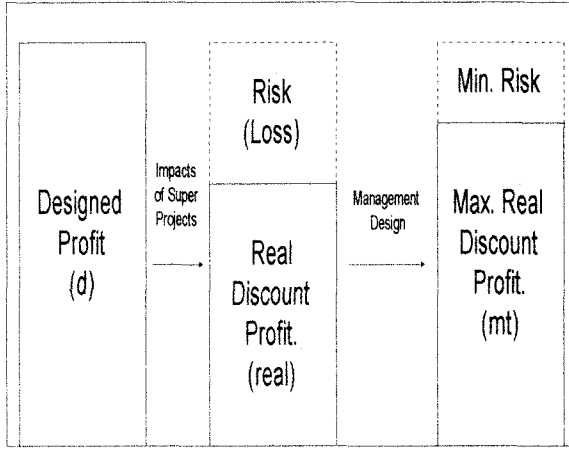 Designed
Profit
(d)
Impacts
of Super
Projects
Risk
(Loss)
Real
Discount
Profit.
(real)
Management
Design
Min. Risk
Max. Real
Discount
Profit.
(mt)